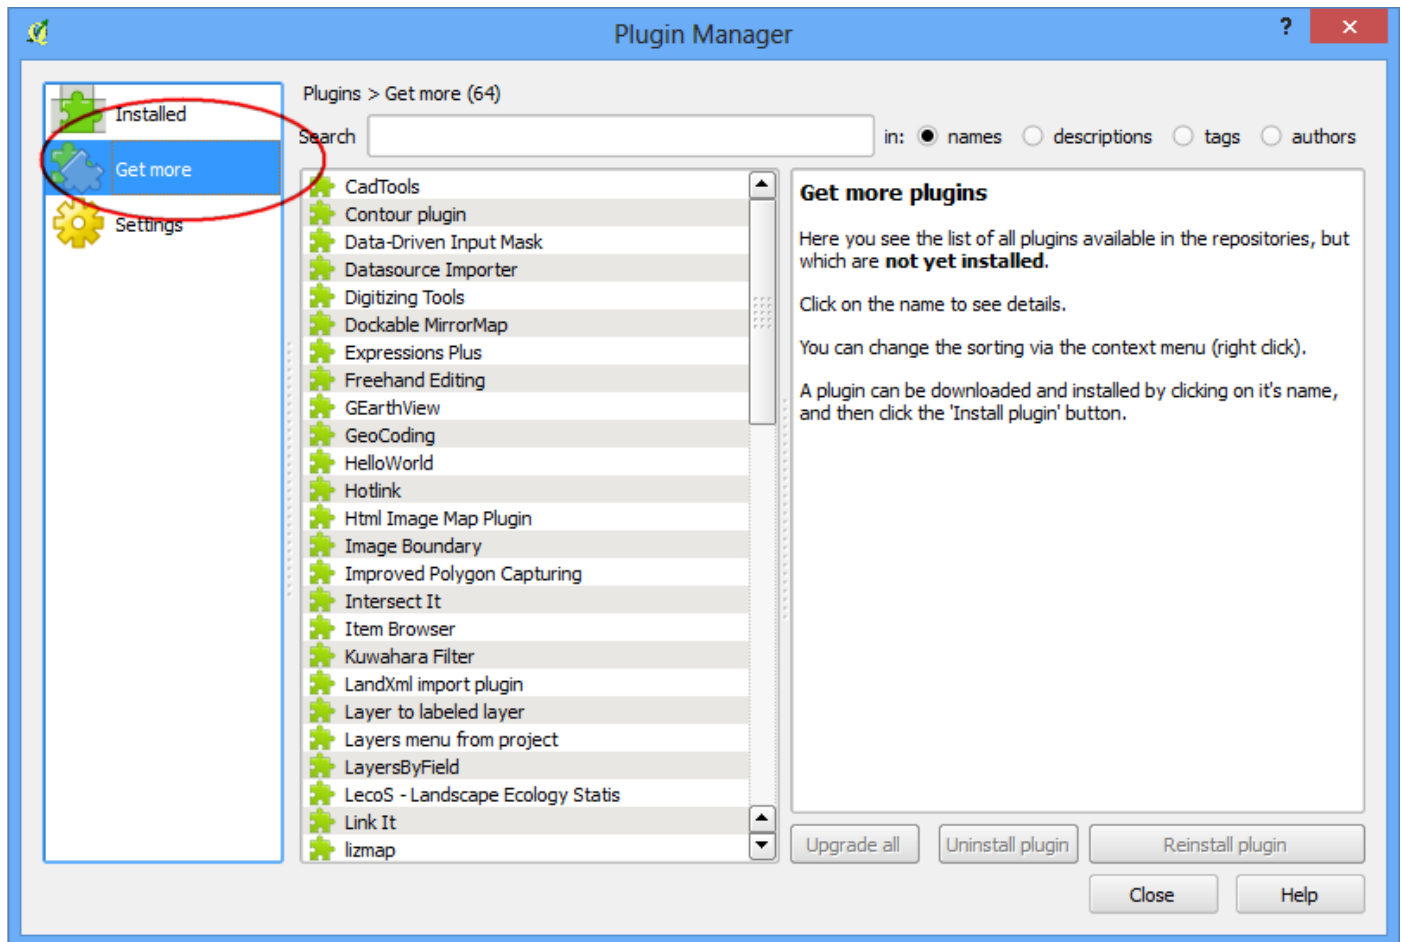 Plugin Manager
?
Installed
Get more
Settings
Plugins > Get more (64)
Search
in: names descriptions tags authors
CadTools
Contour plugin
Data-Driven Input Mask
Datasource Importer
Digitizing Tools
Dockable MirrorMap
Expressions Plus
Freehand Editing
GEarthView
GeoCoding
HelloWorld
Hotlink
Html Image Map Plugin
Image Boundary
Improved Polygon Capturing
Intersect It
Item Browser
Kuwahara Filter
LandXml import plugin
Layer to labeled layer
Layers menu from project
LayersByField
LecoS - Landscape Ecology Statis
Link It
lizmap
Get more plugins
Here you see the list of all plugins available in the repositories, but
which are not yet installed.
Click on the name to see details.
You can change the sorting via the context menu (right click).
A plugin can be downloaded and installed by clicking on it's name,
and then click the 'Install plugin' button.
Upgrade all
Uninstall plugin
Reinstall plugin
Close
Help